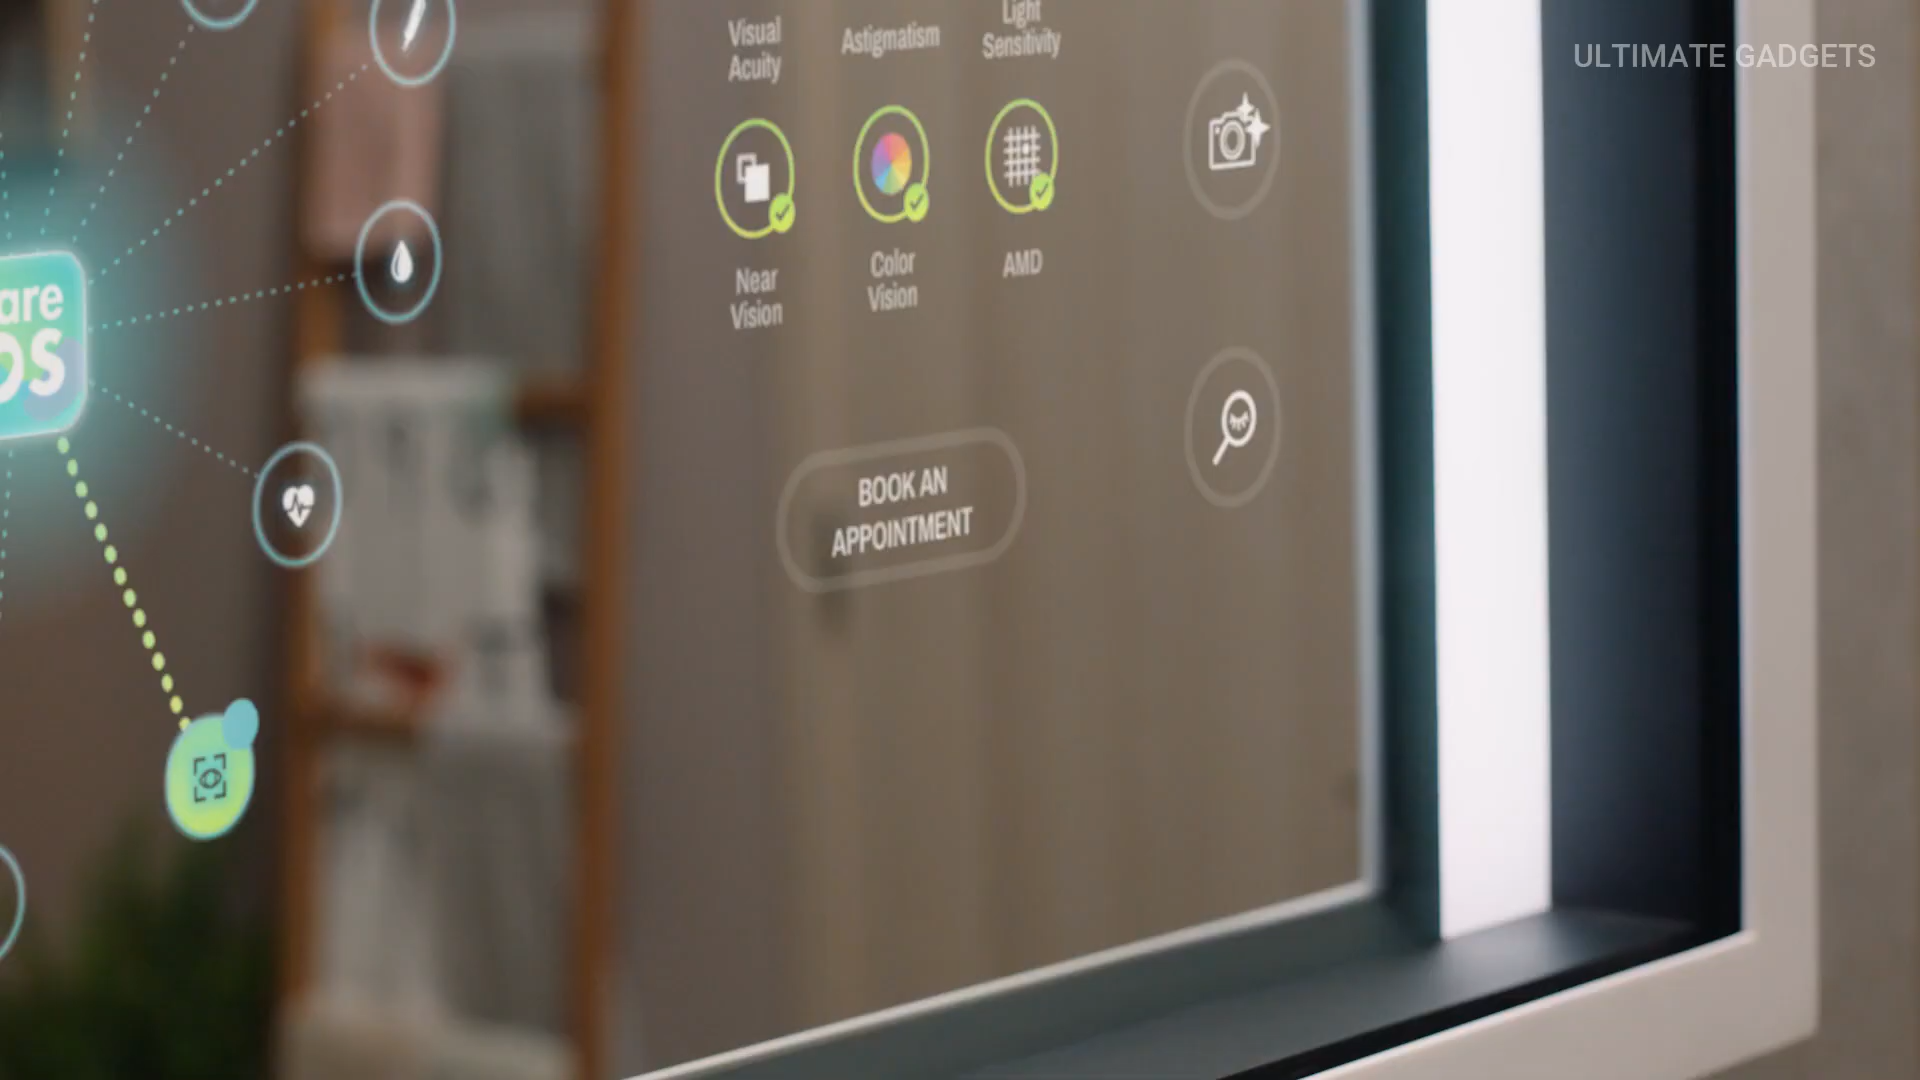 ULTIMATE GADGETS
Visual
Acuity
Astigmatism
Light
Sensitivity
are
OS
Near
Vision
Color
Vision
AMD
BOOK AN
APPOINTMENT